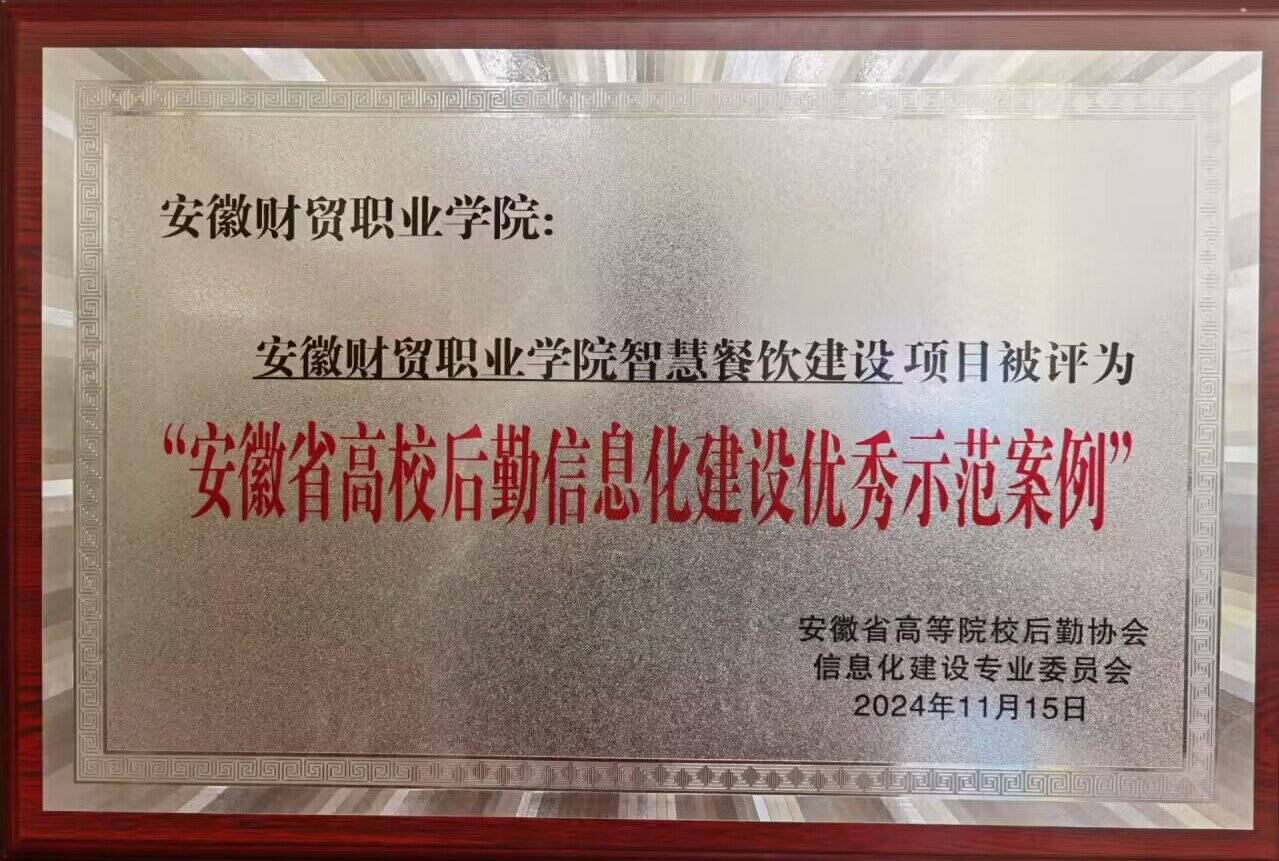 安徽财贸职业学院:
安徽财贸职业学院智慧餐饮建设项目被评为
“安徽省高校后勤信息化建设优秀示范案例”
安徽省高等院校后勤协会
信息化建设专业委员会
2024年11月15日